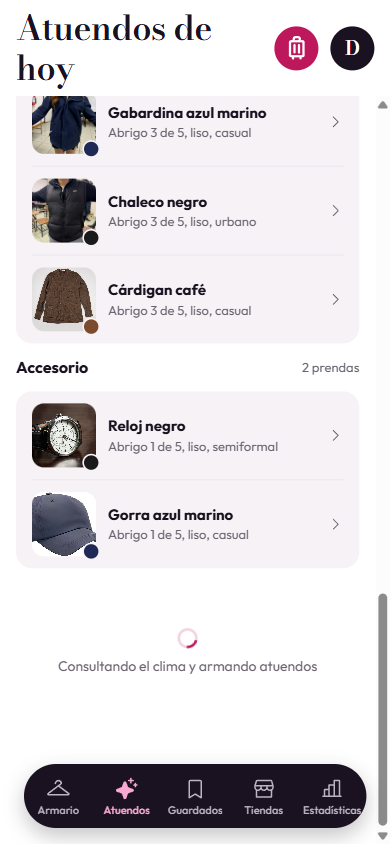 Atuendos de
hoy
D
Gabardina azul marino
Abrigo 3 de 5, liso, casual
Chaleco negro
Abrigo 3 de 5, liso, urbano
Cárdigan café
Abrigo 3 de 5, liso, casual
Accesorio
2 prendas
Reloj negro
Abrigo 1 de 5, liso, semiformal
Gorra azul marino
Abrigo 1 de 5, liso, casual
Consultando el clima y armando atuendos
Armario
Atuendos
Guardados
Tiendas
Estadísticas